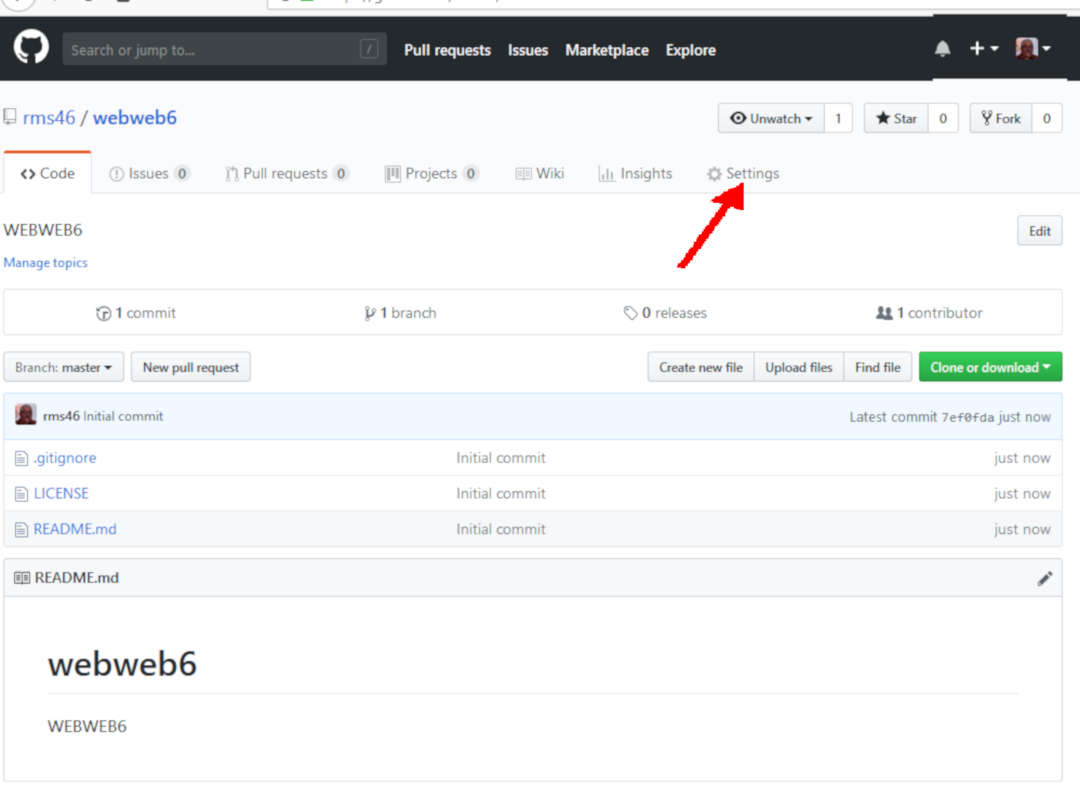 Search or jump to... / Pull requests Issues Marketplace Explore
rms46 / webweb6 Unwatch 1 Star 0 Fork 0
Code Issues 0 Pull requests 0 Projects 0 Wiki Insights Settings
WEBWEB6 Edit
Manage topics
1 commit 1 branch 0 releases 1 contributor
Branch: master New pull request Create new file Upload files Find file Clone or download
rms46 Initial commit Latest commit 7ef0fda just now
.gitignore Initial commit just now
LICENSE Initial commit just now
README.md Initial commit just now
README.md
webweb6
WEBWEB6